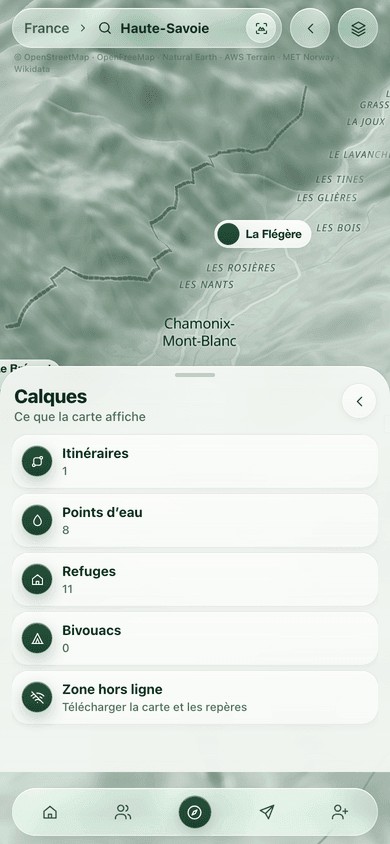 France > Haute-Savoie
© OpenStreetMap · OpenFreeMap · Natural Earth · AWS Terrain · MET Norway
Wikidata
GRASS
LA JOUX
LE LAVANCHE
LES TINES
LES GLIÈRES
LES BOIS
La Flégère
LES ROSIÈRES
LES NANTS
Chamonix-
Mont-Blanc
Calques
Ce que la carte affiche
Itinéraires
1
Points d'eau
8
Refuges
11
Bivouacs
0
Zone hors ligne
Télécharger la carte et les repères